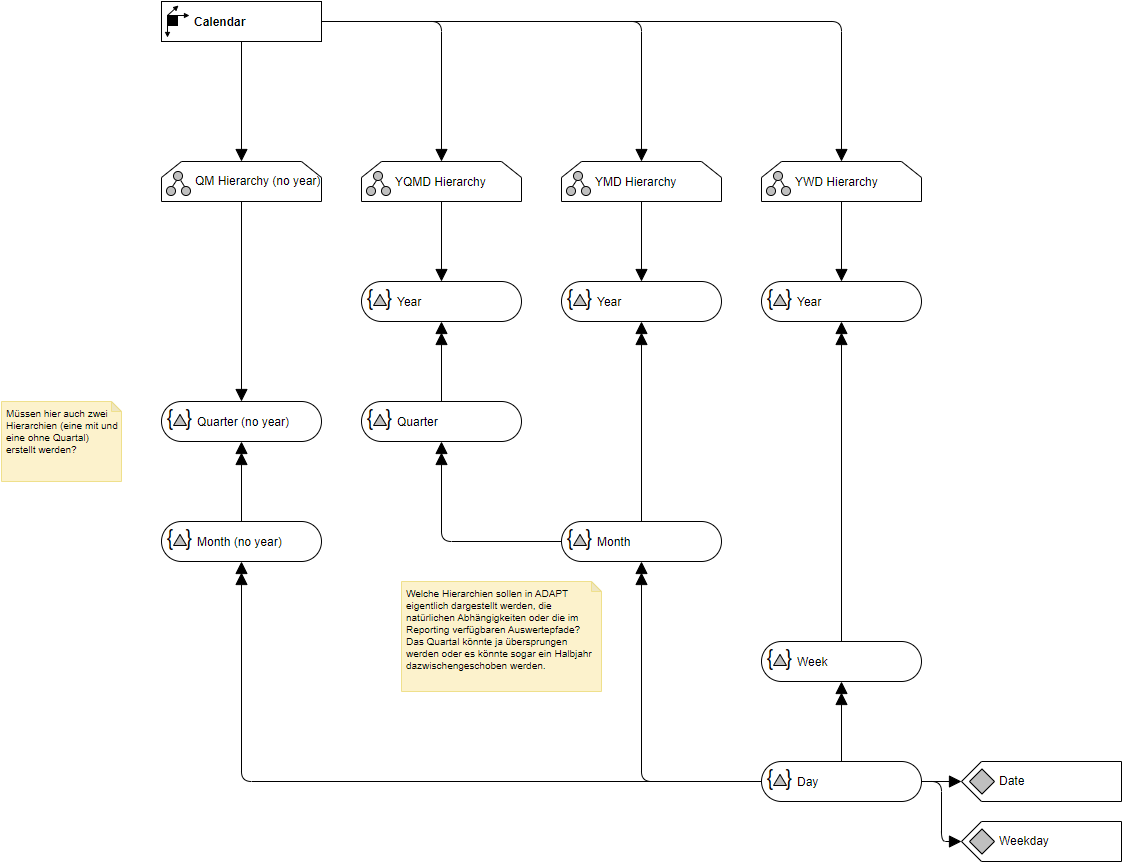 Calendar
QM Hierarchy (no year)
YQMD Hierarchy
YMD Hierarchy
YWD Hierarchy
{ } Year
{ } Year
{ } Year
Müssen hier auch zwei
Hierarchien (eine mit und
eine ohne Quartal)
erstellt werden?
{ } Quarter (no year)
{ } Quarter
{ } Month (no year)
{ } Month
Welche Hierarchien sollen in ADAPT
eigentlich dargestellt werden, die
natürlichen Abhängigkeiten oder die im
Reporting verfügbaren Auswertepfade?
Das Quartal könnte ja übersprungen
werden oder es könnte sogar ein Halbjahr
dazwischengeschoben werden.
{ } Week
{ } Day
Date
Weekday